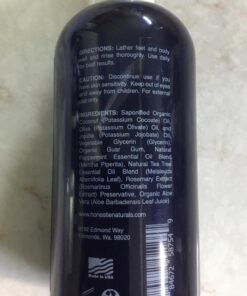 DIRECTIONS: Lather feet and body
well and rinse thoroughly. Use daily
for best results.
CAUTION: Discontinue use if you
have skin sensitivity. Keep out of eyes
and away from children. For external
use only.
INGREDIENTS: Saponified Organic
Coconut (Potassium Cocoate) Oil,
Olive (Potassium Olivate) Oil, and
Jojoba (Potassium Jojobate) Oil,
Vegetable Glycerin (Glycerin),
Organic Guar Gum, Natural
Peppermint Essential Oil Blend
(Mentha Piperita), Natural Tea Tree
Essential Oil Blend (Melaleuca
Alternifolia Leaf), Rosemary Extract
(Rosmarinus Officinalis Flower
Extract) Preservative, Organic Aloe
Vera (Aloe Barbadensis Leaf Juice)
www.honestienaturals.com
Edmond Way
Edmonds, Wa. 98020
Made In USA
84672 58754 9